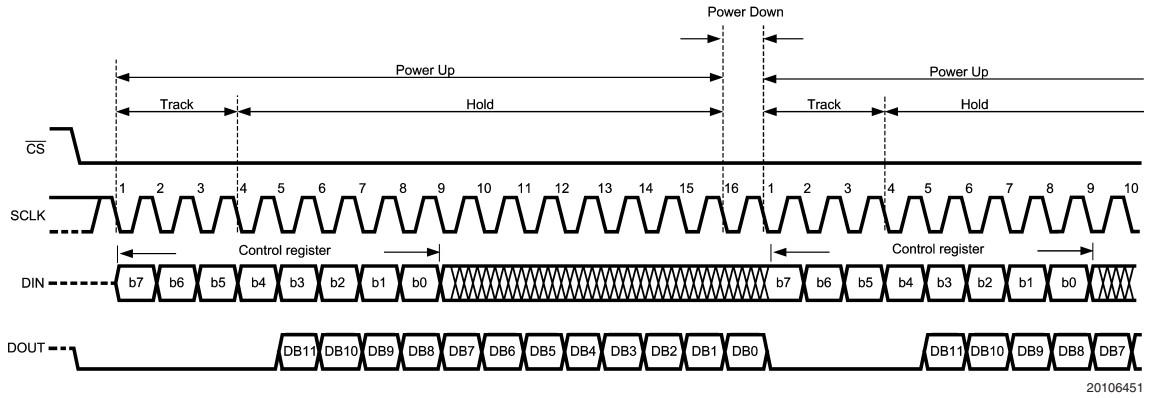 Power Down
Power Up
Power Up
Track
Hold
Track
Hold
CS
1 2 3 4 5 6 7 8 9 10 11 12 13 14 15 16 1 2 3 4 5 6 7 8 9 10
SCLK
Control register
Control register
DIN
b7 b6 b5 b4 b3 b2 b1 b0 b7 b6 b5 b4 b3 b2 b1 b0
DOUT
DB11 DB10 DB9 DB8 DB7 DB6 DB5 DB4 DB3 DB2 DB1 DB0 DB11 DB10 DB9 DB8 DB7
20106451